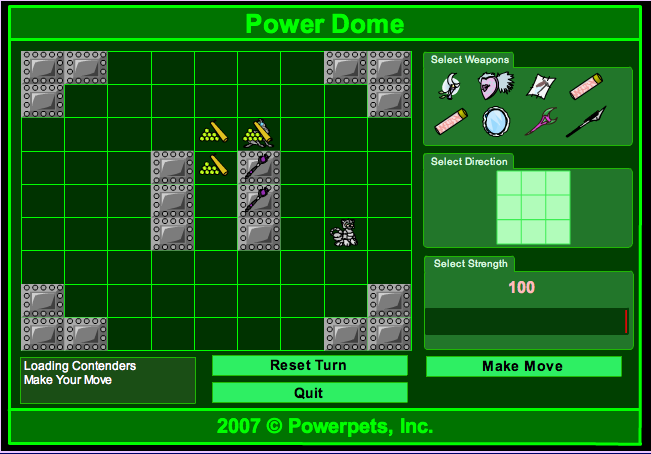 Power Dome
Select Weapons
Select Direction
Select Strength
100
Loading Contenders
Make Your Move
Reset Turn
Quit
Make Move
2007 © Powerpets, Inc.